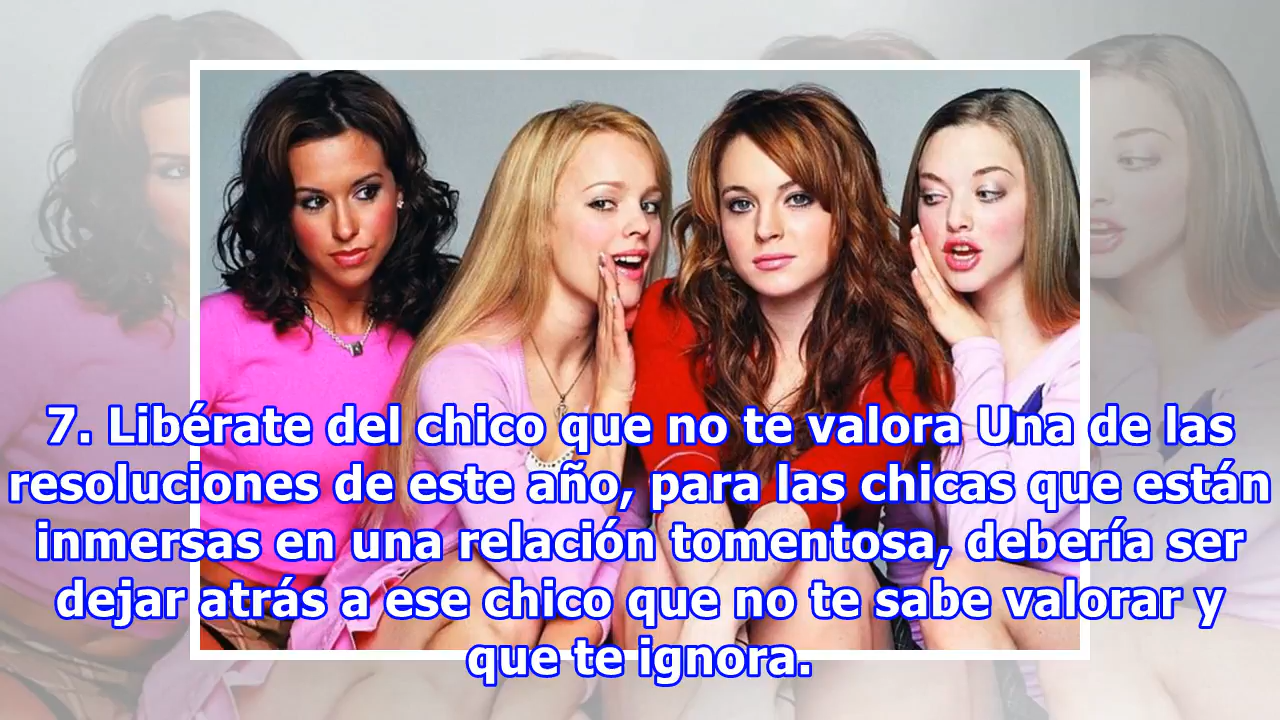 7. Libérate del chico que no te valora Una de las
resoluciones de este año, para las chicas que están
inmersas en una relación tomentosa, debería ser
dejar atrás a ese chico que no te sabe valorar y
que te ignora.